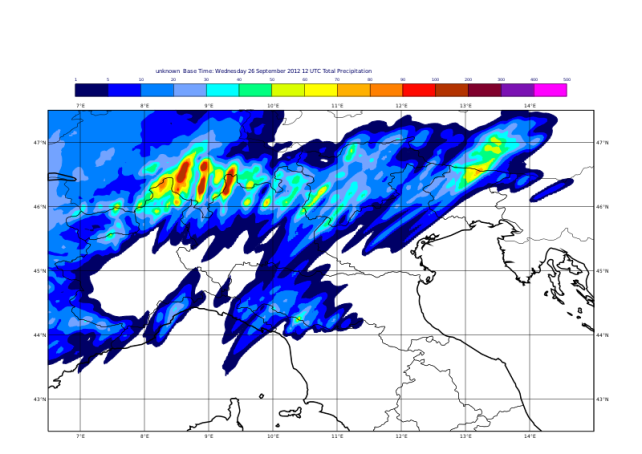 unknown Base Time: Wednesday 26 September 2012 12 UTC Total Precipitation
1 5 10 20 30 40 50 60 70 80 90 100 200 300 400 500
7°E 8°E 9°E 10°E 11°E 12°E 13°E 14°E
47°N 47°N
46°N 46°N
45°N 45°N
44°N 44°N
43°N 43°N
7°E 8°E 9°E 10°E 11°E 12°E 13°E 14°E